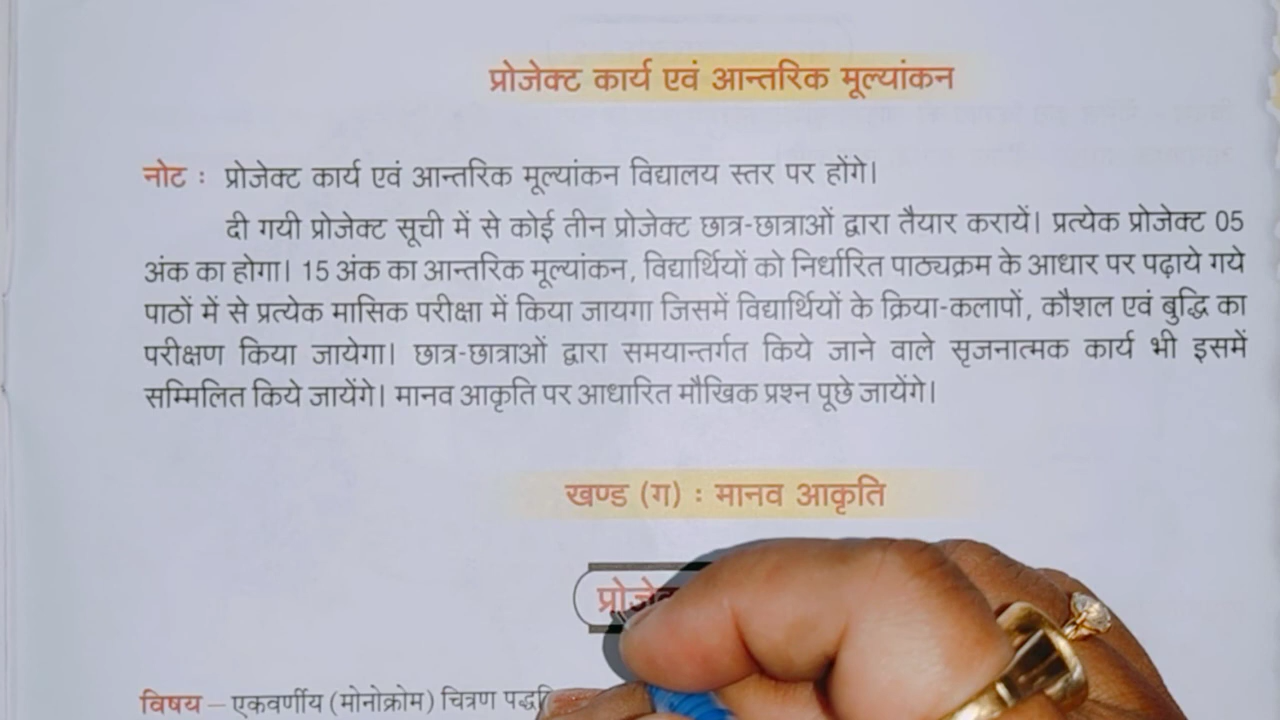 प्रोजेक्ट कार्य एवं आन्तरिक मूल्यांकन
नोट : प्रोजेक्ट कार्य एवं आन्तरिक मूल्यांकन विद्यालय स्तर पर होंगे।
दी गयी प्रोजेक्ट सूची में से कोई तीन प्रोजेक्ट छात्र-छात्राओं द्वारा तैयार करायें। प्रत्येक प्रोजेक्ट 05
अंक का होगा। 15 अंक का आन्तरिक मूल्यांकन, विद्यार्थियों को निर्धारित पाठ्यक्रम के आधार पर पढ़ाये गये
पाठों में से प्रत्येक मासिक परीक्षा में किया जायगा जिसमें विद्यार्थियों के क्रिया-कलापों, कौशल एवं बुद्धि का
परीक्षण किया जायेगा। छात्र-छात्राओं द्वारा समयान्तर्गत किये जाने वाले सृजनात्मक कार्य भी इसमें
सम्मिलित किये जायेंगे। मानव आकृति पर आधारित मौखिक प्रश्न पूछे जायेंगे।
खण्ड (ग) : मानव आकृति
विषय – एकवर्णीय (मोनोक्रोम) चित्रण